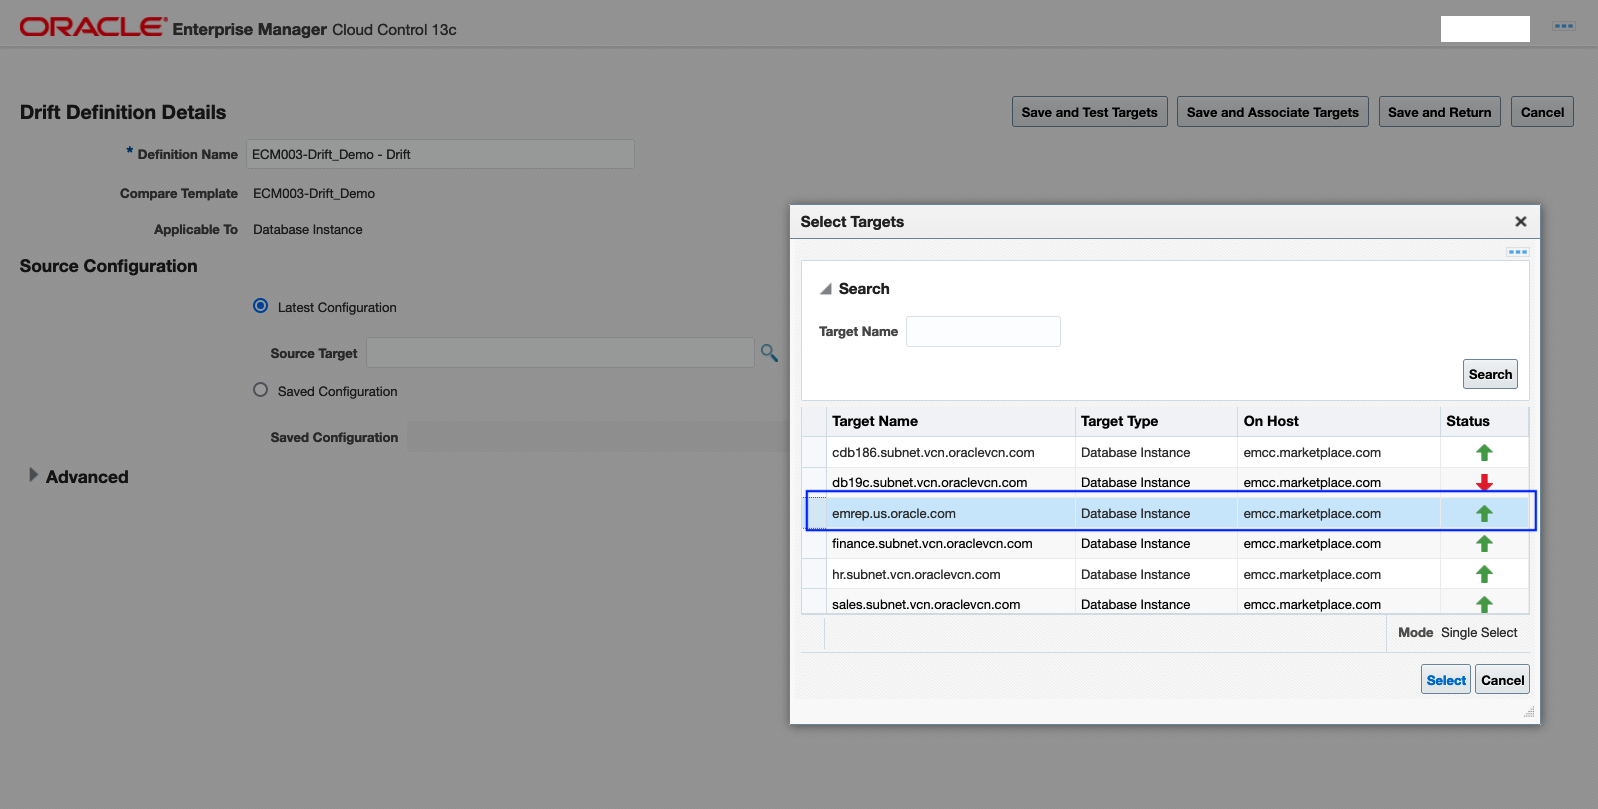 ORACLE Enterprise Manager Cloud Control 13c
Drift Definition Details
Save and Test Targets Save and Associate Targets Save and Return Cancel
* Definition Name ECM003-Drift_Demo - Drift
Compare Template ECM003-Drift_Demo
Applicable To Database Instance
Source Configuration
Latest Configuration
Source Target
Saved Configuration
Saved Configuration
Advanced
Select Targets
Search
Target Name
Search
Target Name Target Type On Host Status
cdb186.subnet.vcn.oraclevcn.com Database Instance emcc.marketplace.com
db19c.subnet.vcn.oraclevcn.com Database Instance emcc.marketplace.com
emrep.us.oracle.com Database Instance emcc.marketplace.com
finance.subnet.vcn.oraclevcn.com Database Instance emcc.marketplace.com
hr.subnet.vcn.oraclevcn.com Database Instance emcc.marketplace.com
sales.subnet.vcn.oraclevcn.com Database Instance emcc.marketplace.com
Mode Single Select
Select Cancel